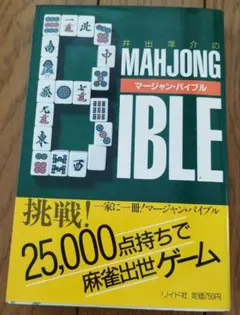 井出洋介の
MAHJONG
マージャン・バイブル
BIBLE
挑戦!
一家に一冊!マージャン・バイブル
25,000点持ちで
麻雀出世ゲーム
リイド社 定価750円